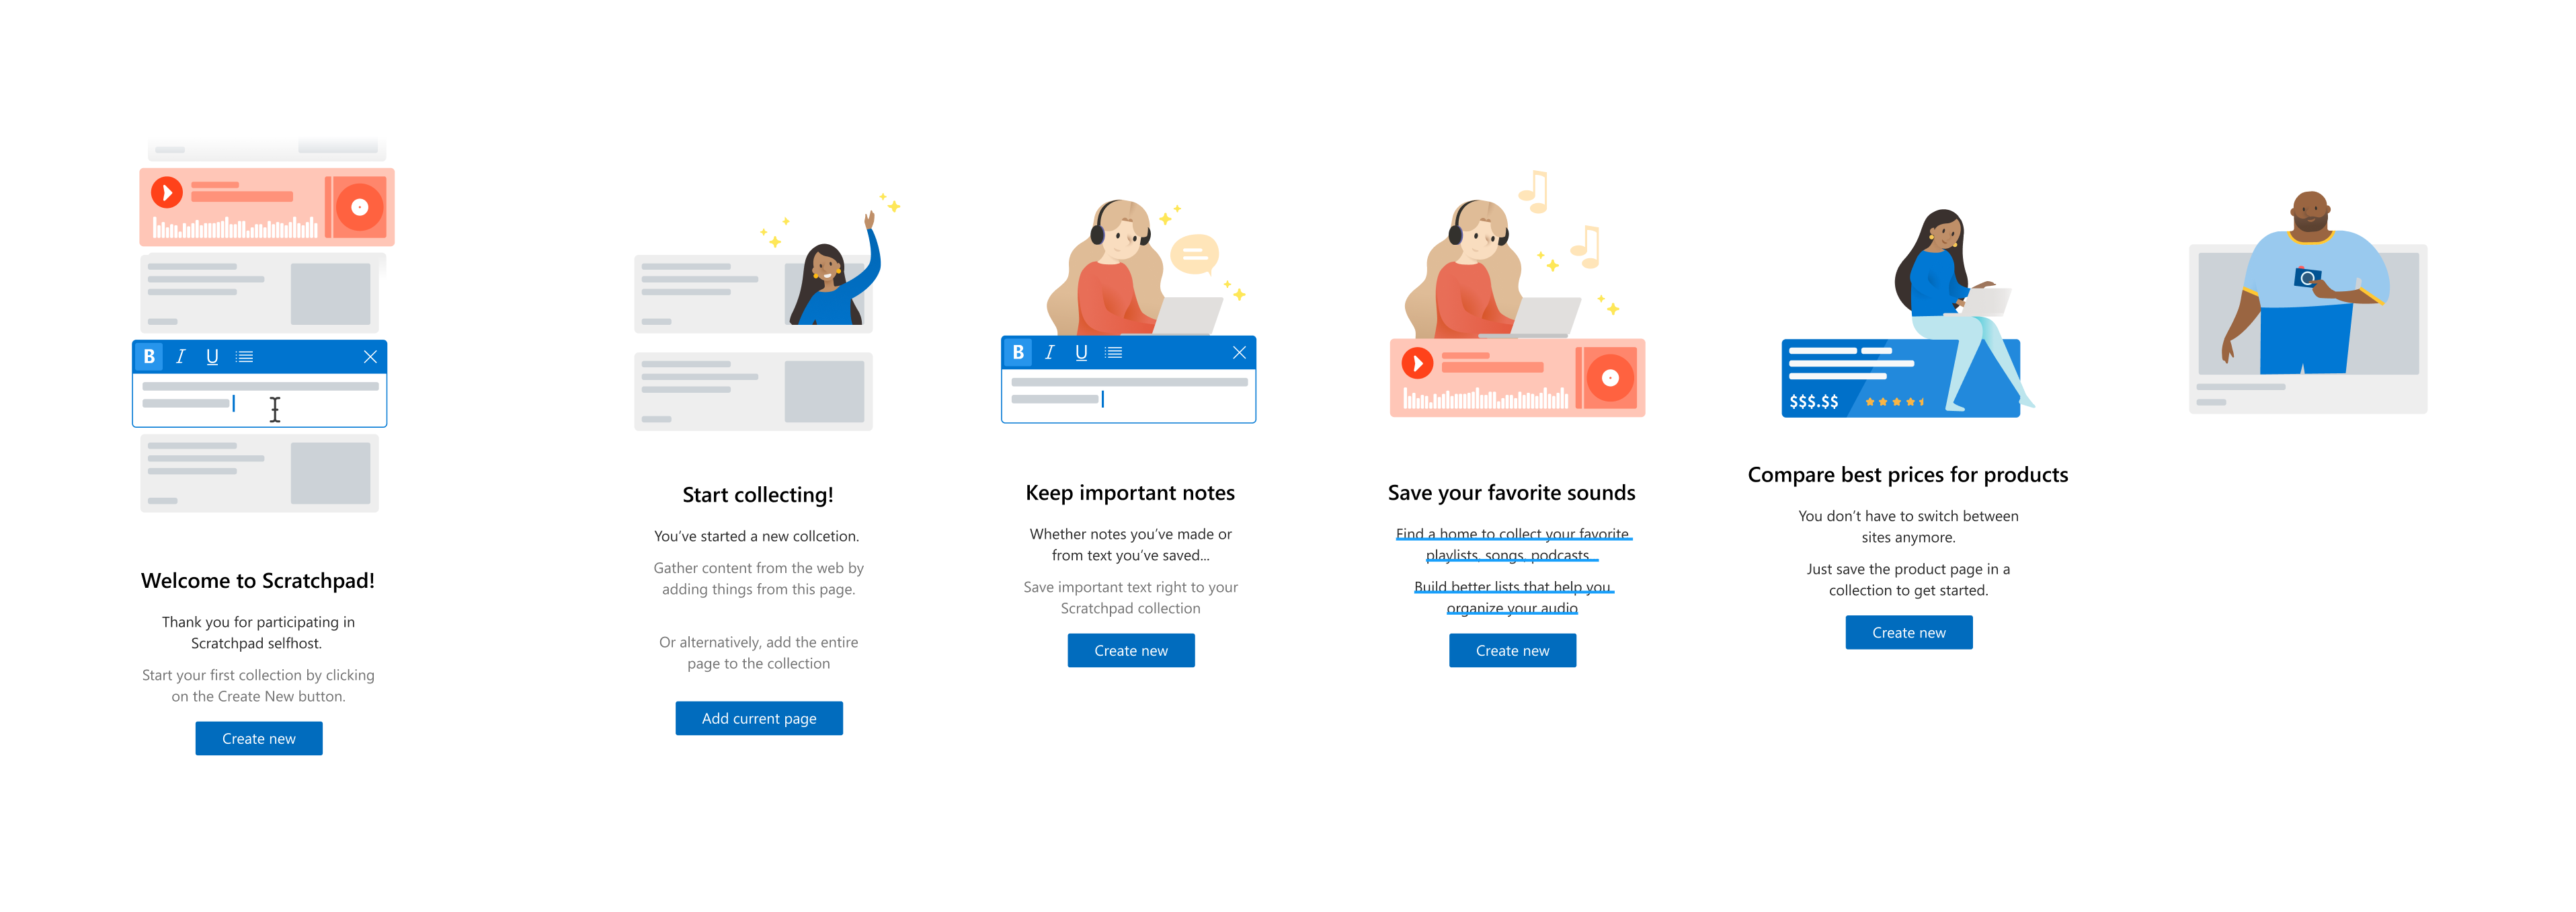 B I U
Welcome to Scratchpad!
Thank you for participating in
Scratchpad selfhost.
Start your first collection by clicking
on the Create New button.
Create new
Start collecting!
You’ve started a new collcetion.
Gather content from the web by
adding things from this page.
Or alternatively, add the entire
page to the collection
Add current page
B I U
Keep important notes
Whether notes you’ve made or
from text you’ve saved...
Save important text right to your
Scratchpad collection
Create new
Save your favorite sounds
Find a home to collect your favorite
playlists, songs, podcasts
Build better lists that help you
organize your audio
Create new
$$$.$$
Compare best prices for products
You don’t have to switch between
sites anymore.
Just save the product page in a
collection to get started.
Create new